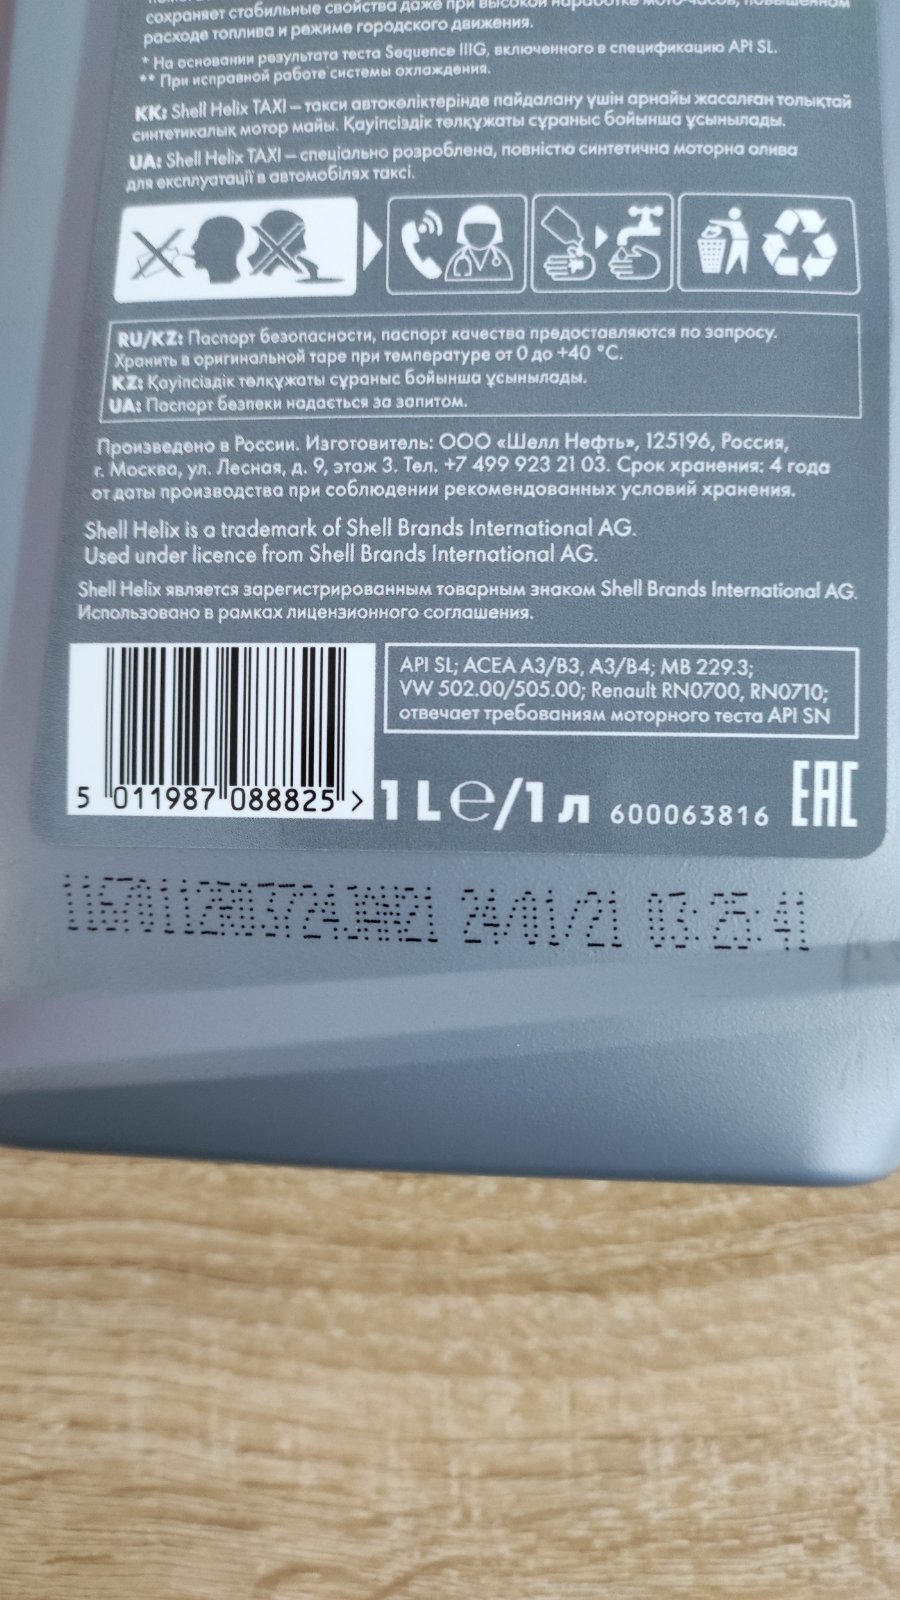 сохраняет стабильные свойства даже при высокой наработке мото-часов, повышенном
расходе топлива и режиме городского движения.
* На основании результата теста Sequence IIIG, включенного в спецификацию API SL.
** При исправной работе системы охлаждения.
KK: Shell Helix TAXI – такси автокөліктерінде пайдалану үшін арнайы жасалған толықтай
синтетикалық мотор майы. Қауіпсіздік төлқұжаты сұраныс бойынша ұсынылады.
UA: Shell Helix TAXI – спеціально розроблена, повністю синтетична моторна олива
для експлуатації в автомобілях таксі.
RU/KZ: Паспорт безопасности, паспорт качества предоставляются по запросу.
Хранить в оригинальной таре при температуре от 0 до +40 °C.
KZ: Қауіпсіздік төлқұжаты сұраныс бойынша ұсынылады.
UA: Паспорт безпеки надається за запитом.
Произведено в России. Изготовитель: ООО «Шелл Нефть», 125196, Россия,
г. Москва, ул. Лесная, д. 9, этаж 3. Тел. +7 499 923 21 03. Срок хранения: 4 года
от даты производства при соблюдении рекомендованных условий хранения.
Shell Helix is a trademark of Shell Brands International AG.
Used under licence from Shell Brands International AG.
Shell Helix является зарегистрированным товарным знаком Shell Brands International AG.
Использовано в рамках лицензионного соглашения.
API SL; ACEA A3/B3, A3/B4; MB 229.3;
VW 502.00/505.00; Renault RN0700, RN0710;
отвечает требованиям моторного теста API SN
5 011987 088825 >
1 L ℮/1 л 600063816 EAC
24/01/21 03:25:41